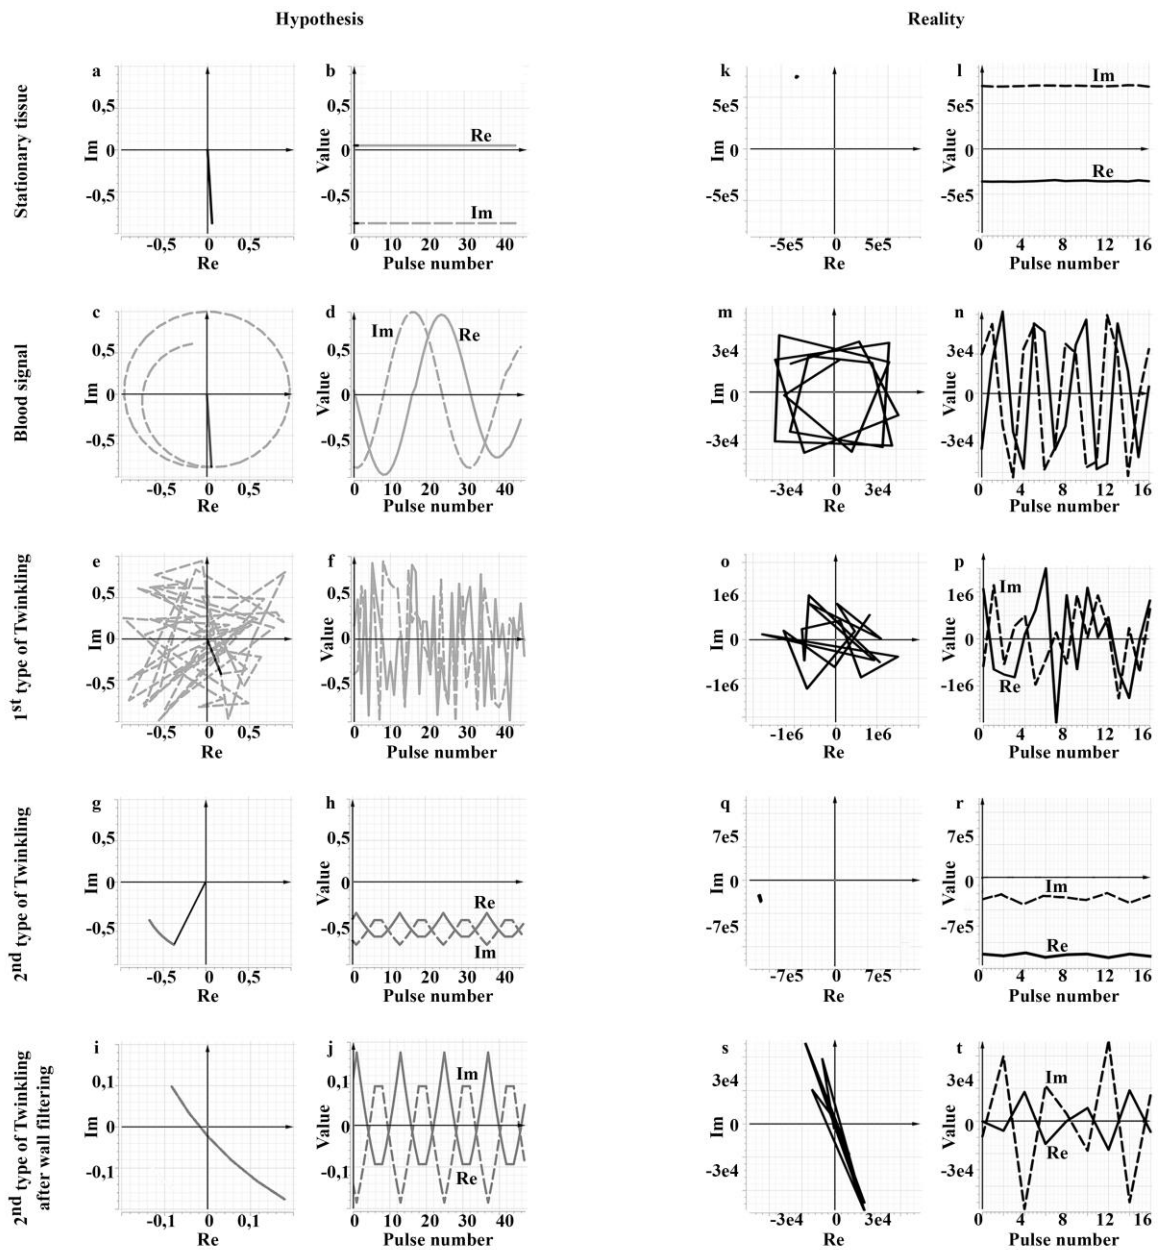 Hypothesis
Reality
Stationary tissue
a
0,5
Im 0
-0,5
-0,5 0 0,5
Re
b
0,5
Value 0
-0,5
Re
Im
0 10 20 30 40
Pulse number
k
5e5
Im 0
-5e5
-5e5 0 5e5
Re
l
5e5
Value 0
-5e5
Im
Re
0 4 8 12 16
Pulse number
Blood signal
c
0,5
Im 0
-0,5
-0,5 0 0,5
Re
d
0,5
Value 0
-0,5
Im Re
0 10 20 30 40
Pulse number
m
3e4
Im 0
-3e4
-3e4 0 3e4
Re
n
3e4
Value 0
-3e4
0 4 8 12 16
Pulse number
1st type of Twinkling
e
0,5
Im 0
-0,5
-0,5 0 0,5
Re
f
0,5
Value 0
-0,5
0 10 20 30 40
Pulse number
o
1e6
Im 0
-1e6
-1e6 0 1e6
Re
p
1e6
Value 0
-1e6
Im
Re
0 4 8 12 16
Pulse number
2nd type of Twinkling
g
0,5
Im 0
-0,5
-0,5 0 0,5
Re
h
0,5
Value 0
-0,5
Re
Im
0 10 20 30 40
Pulse number
q
7e5
Im 0
-7e5
-7e5 0 7e5
Re
r
7e5
Value 0
-7e5
Im
Re
0 4 8 12 16
Pulse number
2nd type of Twinkling
after wall filtering
i
0,1
Im 0
-0,1
-0,1 0 0,1
Re
j
0,1
Value 0
-0,1
Im
Re
0 10 20 30 40
Pulse number
s
3e4
Im 0
-3e4
-3e4 0 3e4
Re
t
3e4
Value 0
-3e4
Im
Re
0 4 8 12 16
Pulse number